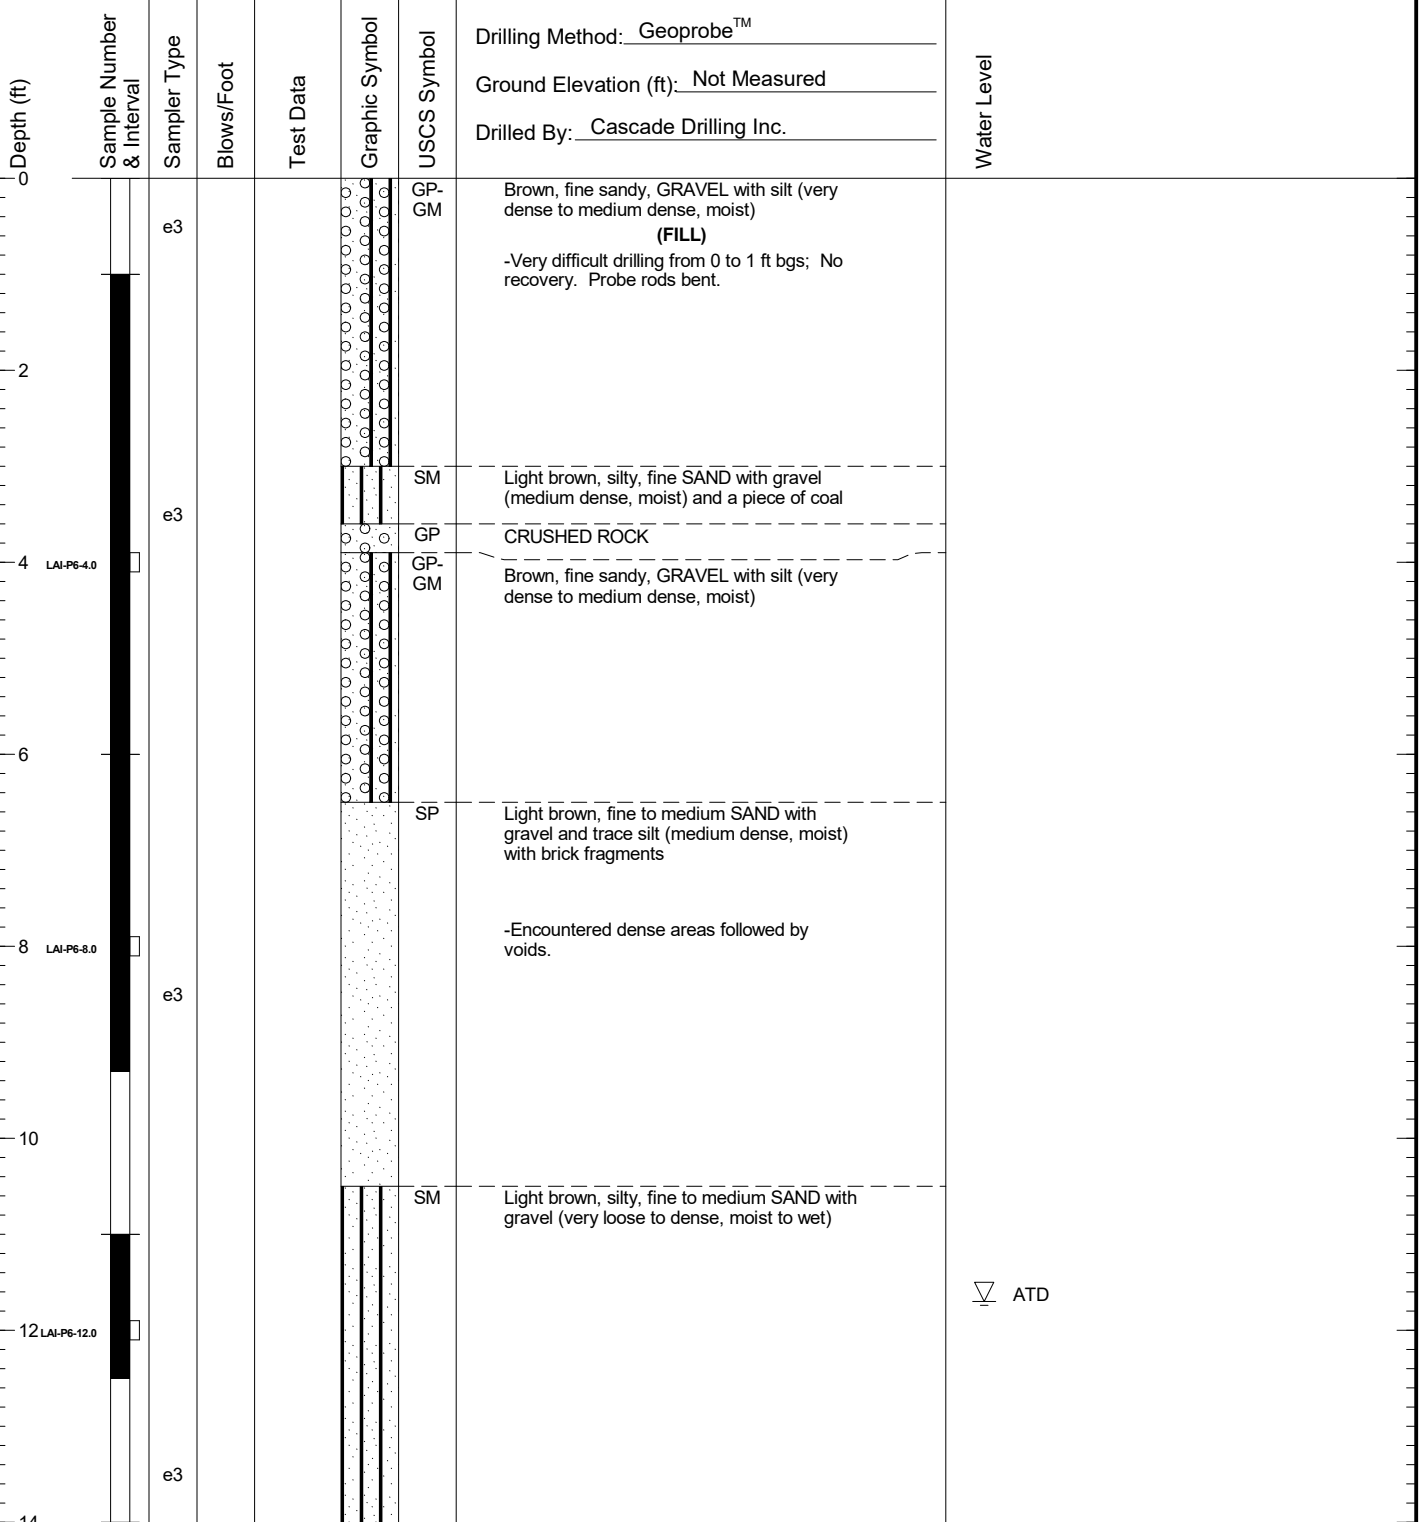 Drilling Method: Geoprobe™
Ground Elevation (ft): Not Measured
Drilled By: Cascade Drilling Inc.
Depth (ft)
Sample Number
& Interval
Sampler Type
Blows/Foot
Test Data
Graphic Symbol
USCS Symbol
Water Level
0
GP-
GM
Brown, fine sandy, GRAVEL with silt (very
dense to medium dense, moist)
e3
(FILL)
-Very difficult drilling from 0 to 1 ft bgs; No
recovery. Probe rods bent.
2
SM
Light brown, silty, fine SAND with gravel
(medium dense, moist) and a piece of coal
e3
GP
CRUSHED ROCK
4
LAI-P6-4.0
GP-
GM
Brown, fine sandy, GRAVEL with silt (very
dense to medium dense, moist)
6
SP
Light brown, fine to medium SAND with
gravel and trace silt (medium dense, moist)
with brick fragments
-Encountered dense areas followed by
voids.
8
LAI-P6-8.0
e3
10
SM
Light brown, silty, fine to medium SAND with
gravel (very loose to dense, moist to wet)
ATD
12
LAI-P6-12.0
e3
14